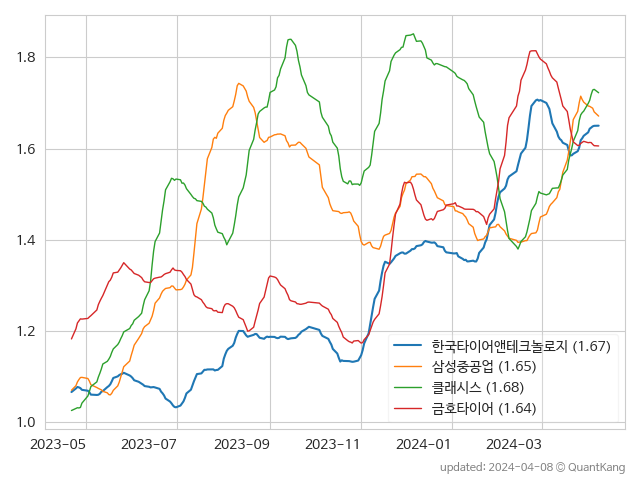 1.8
1.6
1.4
1.2
1.0
한국타이어앤테크놀로지 (1.67)
삼성중공업 (1.65)
클래시스 (1.68)
금호타이어 (1.64)
2023-05 2023-07 2023-09 2023-11 2024-01 2024-03
updated: 2024-04-08 © QuantKang